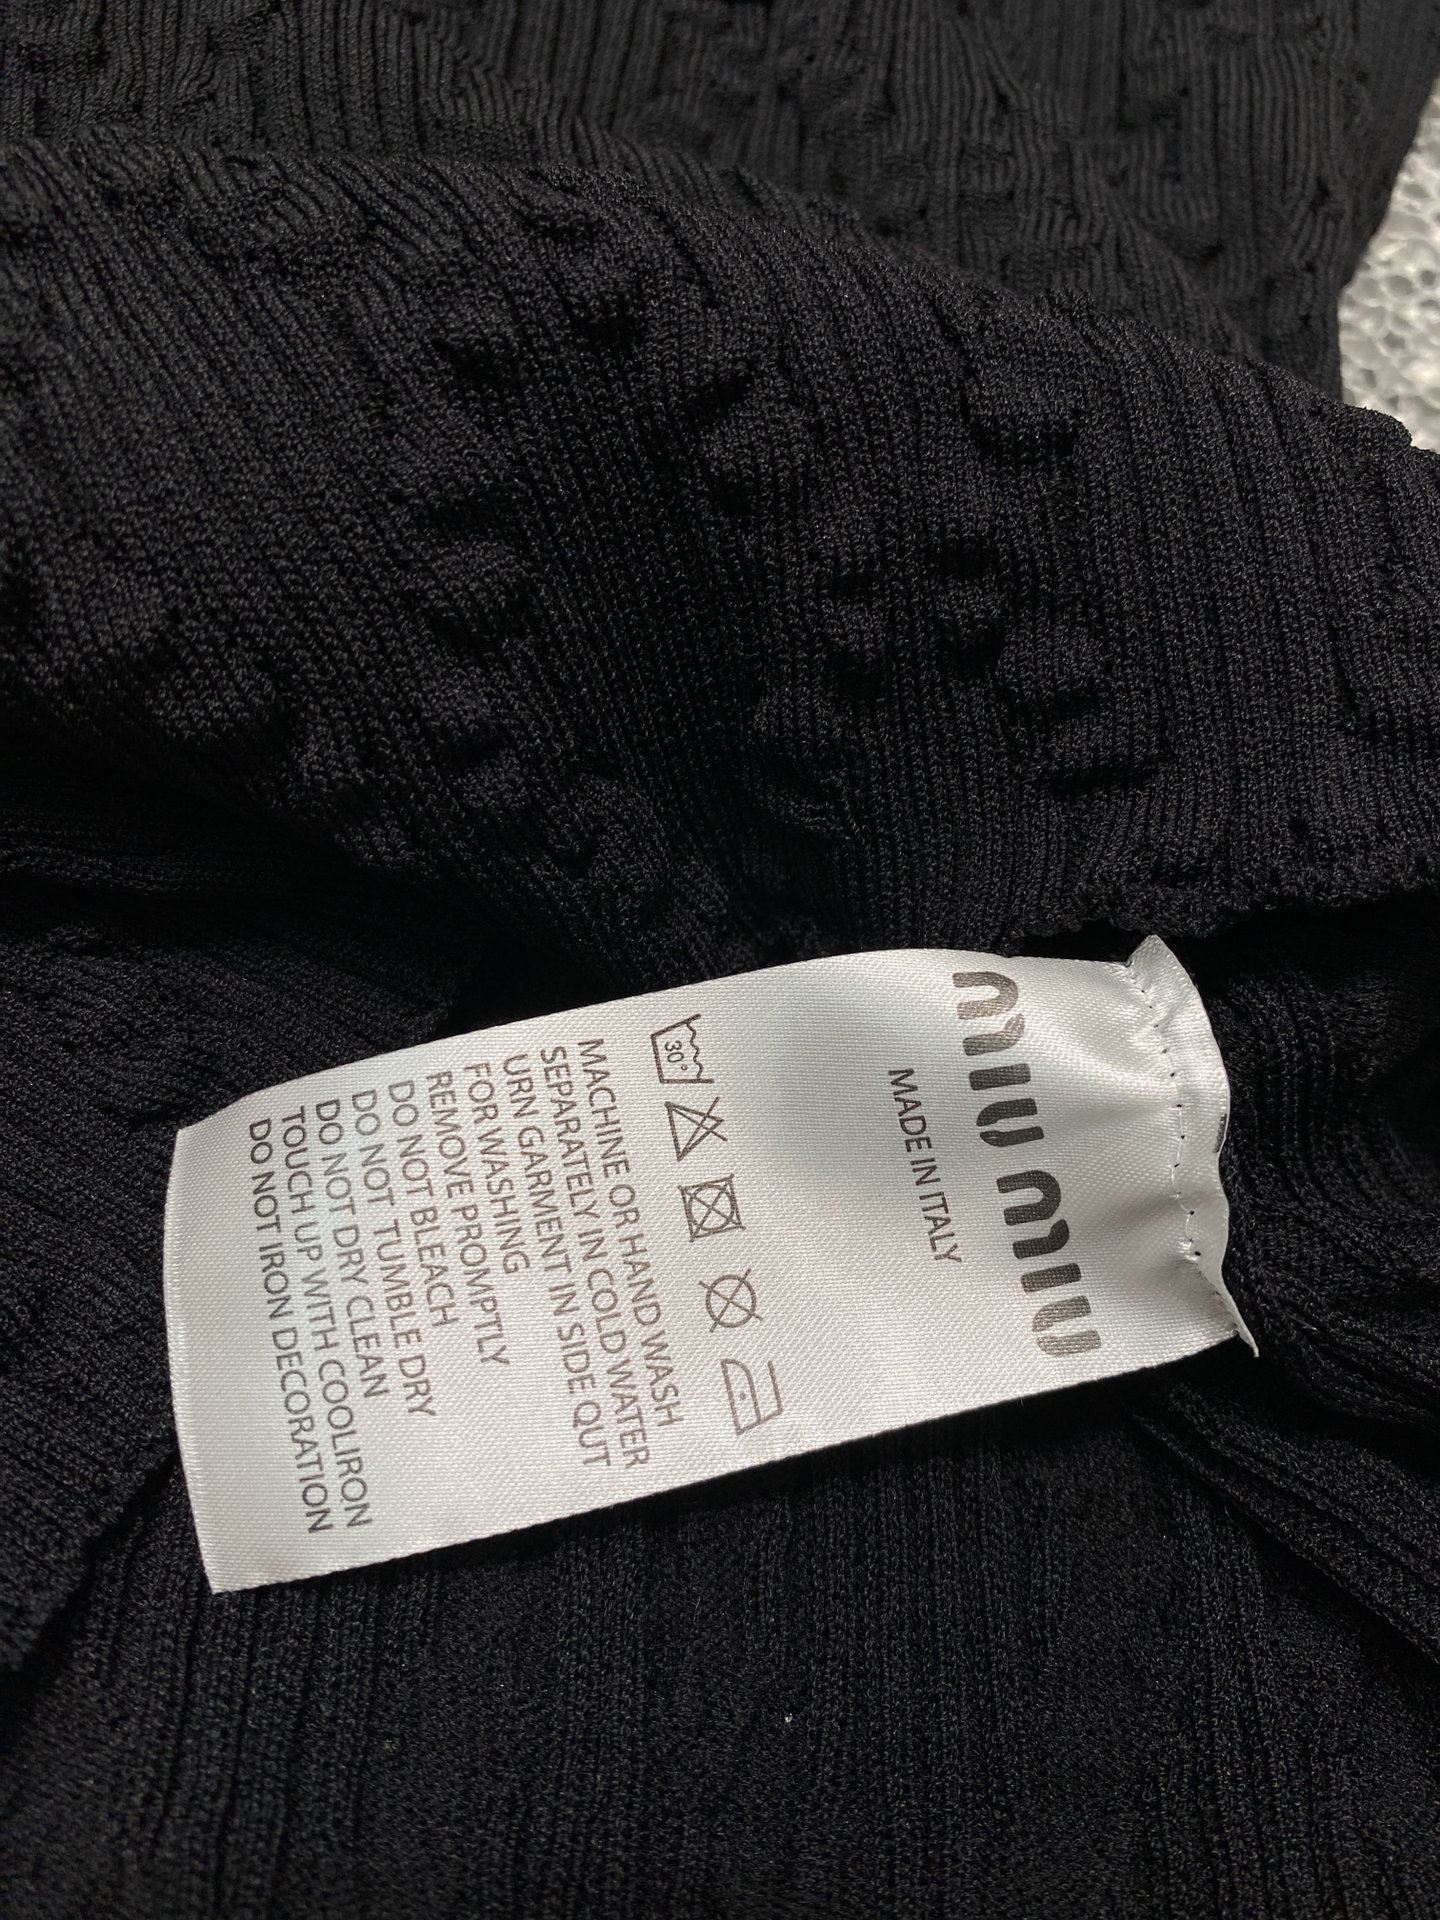 miu miu
MADE IN ITALY
30°
MACHINE OR HAND WASH
SEPARATELY IN COLD WATER
URN GARMENT IN SIDE QUT
FOR WASHING
REMOVE PROMPTLY
DO NOT BLEACH
DO NOT TUMBLE DRY
DO NOT DRY CLEAN
TOUCH UP WITH COOLIRON
DO NOT IRON DECORATION